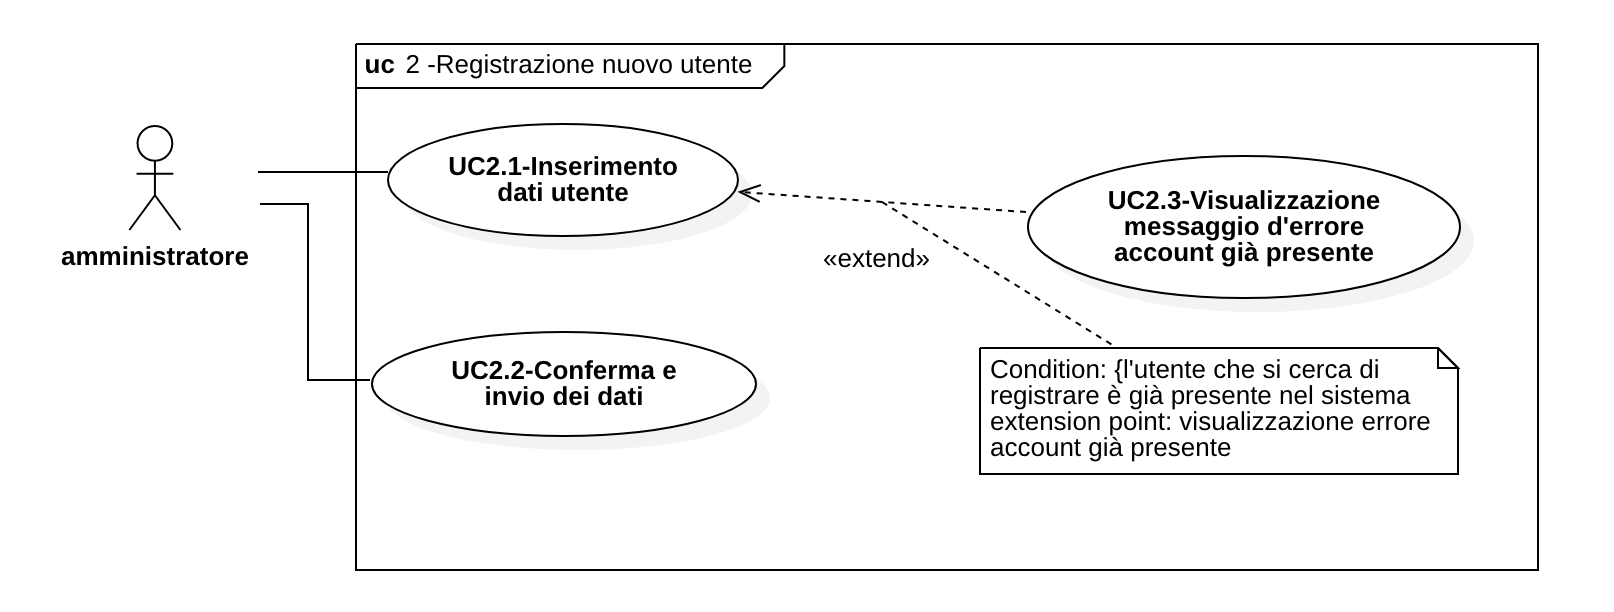 uc 2 -Registrazione nuovo utente
amministratore
UC2.1-Inserimento
dati utente
UC2.3-Visualizzazione
messaggio d'errore
account già presente
«extend»
UC2.2-Conferma e
invio dei dati
Condition: {l'utente che si cerca di
registrare è già presente nel sistema
extension point: visualizzazione errore
account già presente